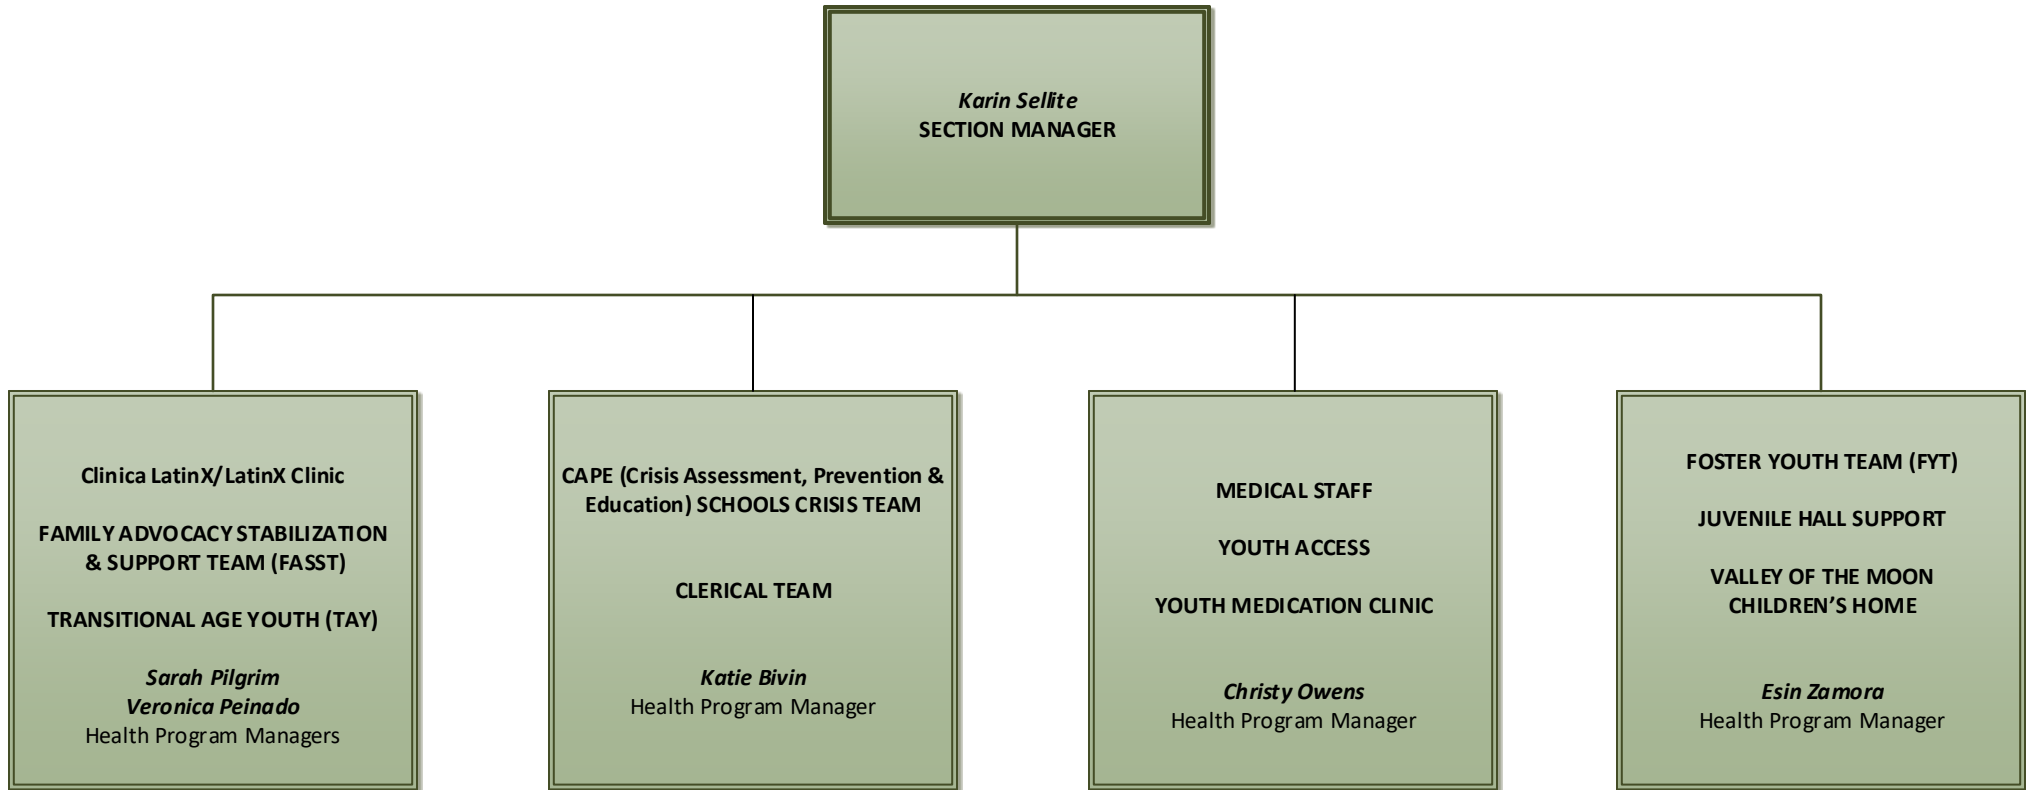 Karin Sellite
SECTION MANAGER
Clinica LatinX/LatinX Clinic
FAMILY ADVOCACY STABILIZATION
& SUPPORT TEAM (FASST)
TRANSITIONAL AGE YOUTH (TAY)
Sarah Pilgrim
Veronica Peinado
Health Program Managers
CAPE (Crisis Assessment, Prevention &
Education) SCHOOLS CRISIS TEAM
CLERICAL TEAM
Katie Bivin
Health Program Manager
MEDICAL STAFF
YOUTH ACCESS
YOUTH MEDICATION CLINIC
Christy Owens
Health Program Manager
FOSTER YOUTH TEAM (FYT)
JUVENILE HALL SUPPORT
VALLEY OF THE MOON
CHILDREN’S HOME
Esin Zamora
Health Program Manager